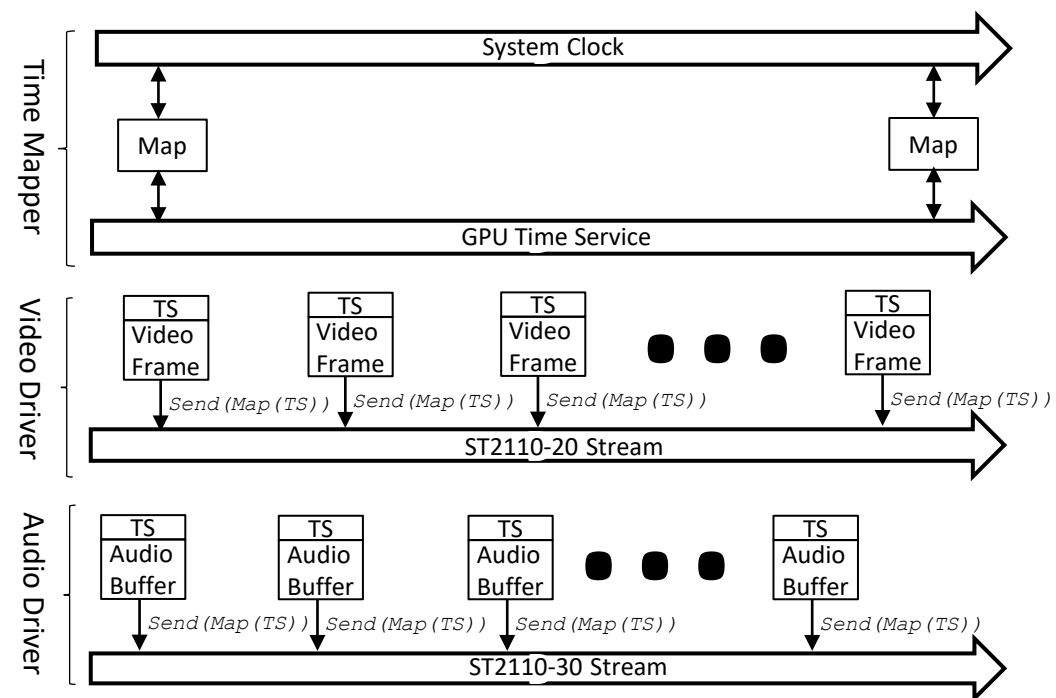 Time Mapper
System Clock
Map
Map
GPU Time Service
Video Driver
TS
Video
Frame
TS
Video
Frame
TS
Video
Frame
TS
Video
Frame
Send(Map(TS))
Send(Map(TS))
Send(Map(TS))
Send(Map(TS))
ST2110-20 Stream
Audio Driver
TS
Audio
Buffer
TS
Audio
Buffer
TS
Audio
Buffer
TS
Audio
Buffer
Send(Map(TS))
Send(Map(TS))
Send(Map(TS))
Send(Map(TS))
ST2110-30 Stream